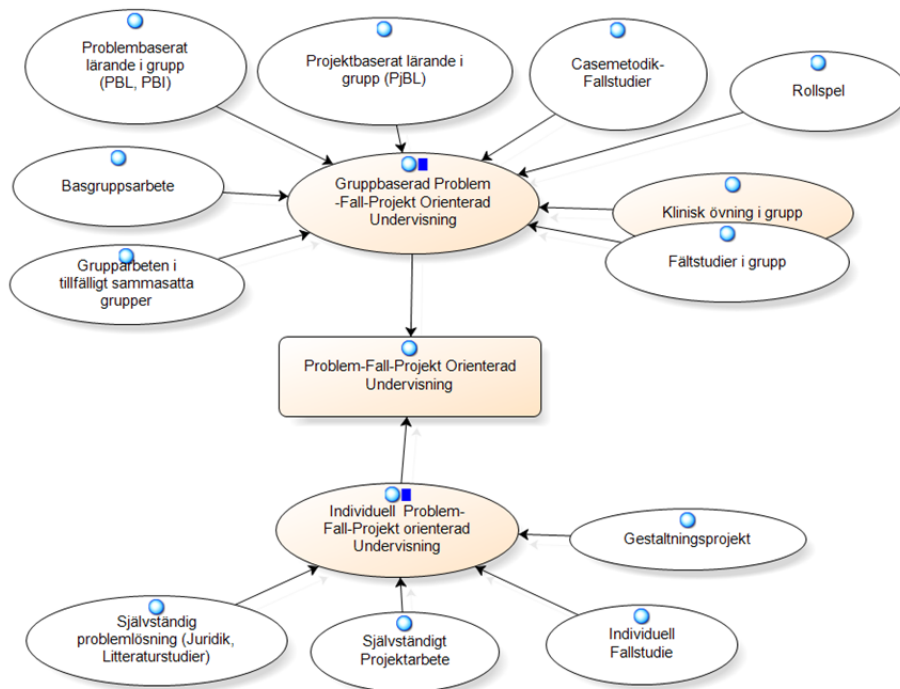 Problembaserat
lärande i grupp
(PBL, PBI)
Projektbaserat lärande i
grupp (PjBL)
Casemetodik-
Fallstudier
Rollspel
Basgruppsarbete
Gruppbaserad Problem
-Fall-Projekt Orienterad
Undervisning
Klinisk övning i grupp
Fältstudier i grupp
Grupparbeten i
tillfälligt sammasatta
grupper
Problem-Fall-Projekt Orienterad
Undervisning
Individuell Problem-
Fall-Projekt orienterad
Undervisning
Gestaltningsprojekt
Självständig
problemlösning (Juridik,
Litteraturstudier)
Självständigt
Projektarbete
Individuell
Fallstudie